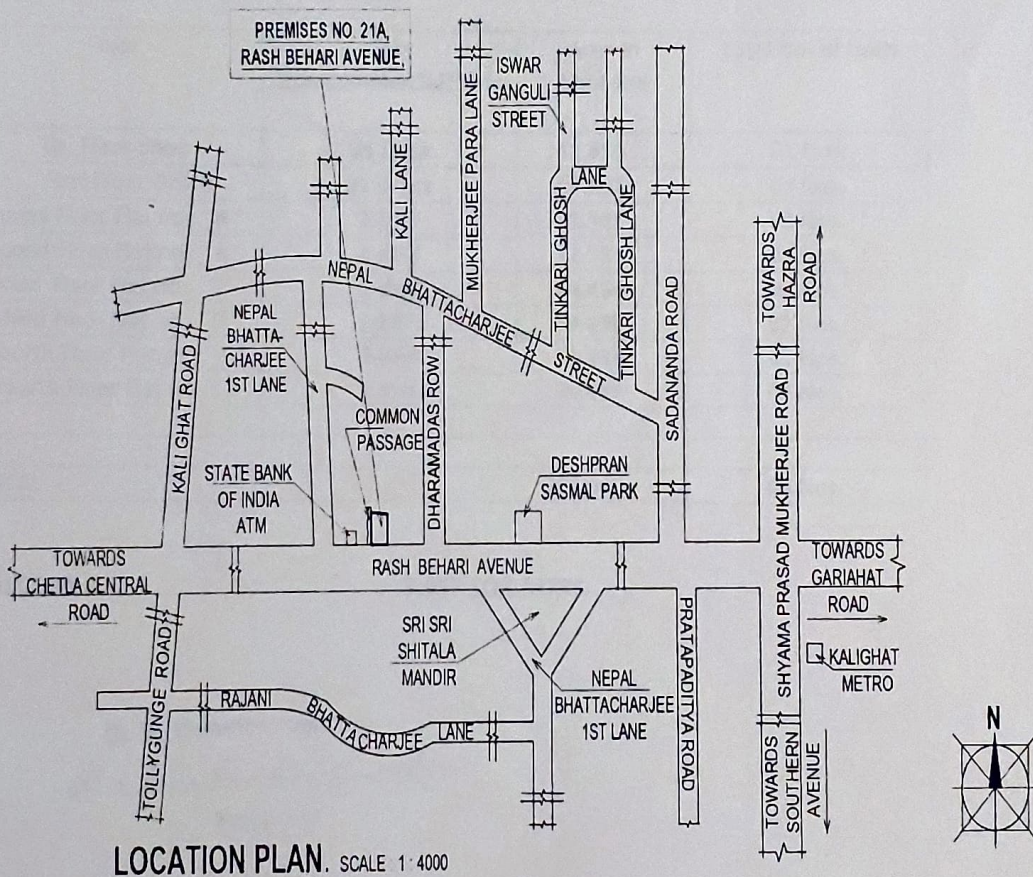 PREMISES NO. 21A,
RASH BEHARI AVENUE,
ISWAR
GANGULI
STREET
KALI LANE
MUKHERJEE PARA LANE
TINKARI GHOSH
LANE
TINKARI GHOSH LANE
SADANANDA ROAD
TOWARDS
HAZRA
ROAD
NEPAL
BHATTACHARJEE
STREET
NEPAL
BHATTA-
CHARJEE
1ST LANE
KALIGHAT ROAD
COMMON
PASSAGE
DHARAMADAS ROW
STATE BANK
OF INDIA
ATM
DESHPRAN
SASMAL PARK
SHYAMA PRASAD MUKHERJEE ROAD
TOWARDS
CHETLA CENTRAL
ROAD
RASH BEHARI AVENUE
TOWARDS
GARIAHAT
ROAD
TOLLYGUNGE ROAD
SRI SRI
SHITALA
MANDIR
PRATAPADITYA ROAD
KALIGHAT
METRO
RAJANI
BHATTACHARJEE
LANE
NEPAL
BHATTACHARJEE
1ST LANE
TOWARDS
SOUTHERN
AVENUE
N
LOCATION PLAN. SCALE 1:4000